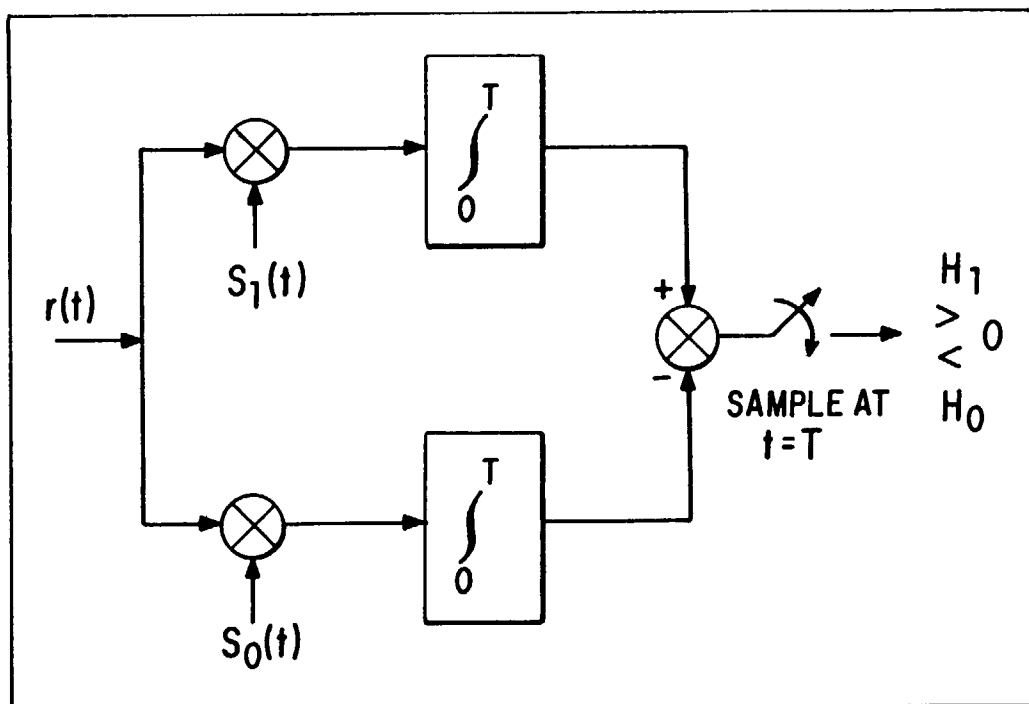 T
∫
0
S₁(t)
r(t)
H₁
+
>
0
<
−
H₀
SAMPLE AT
t=T
T
∫
0
S₀(t)